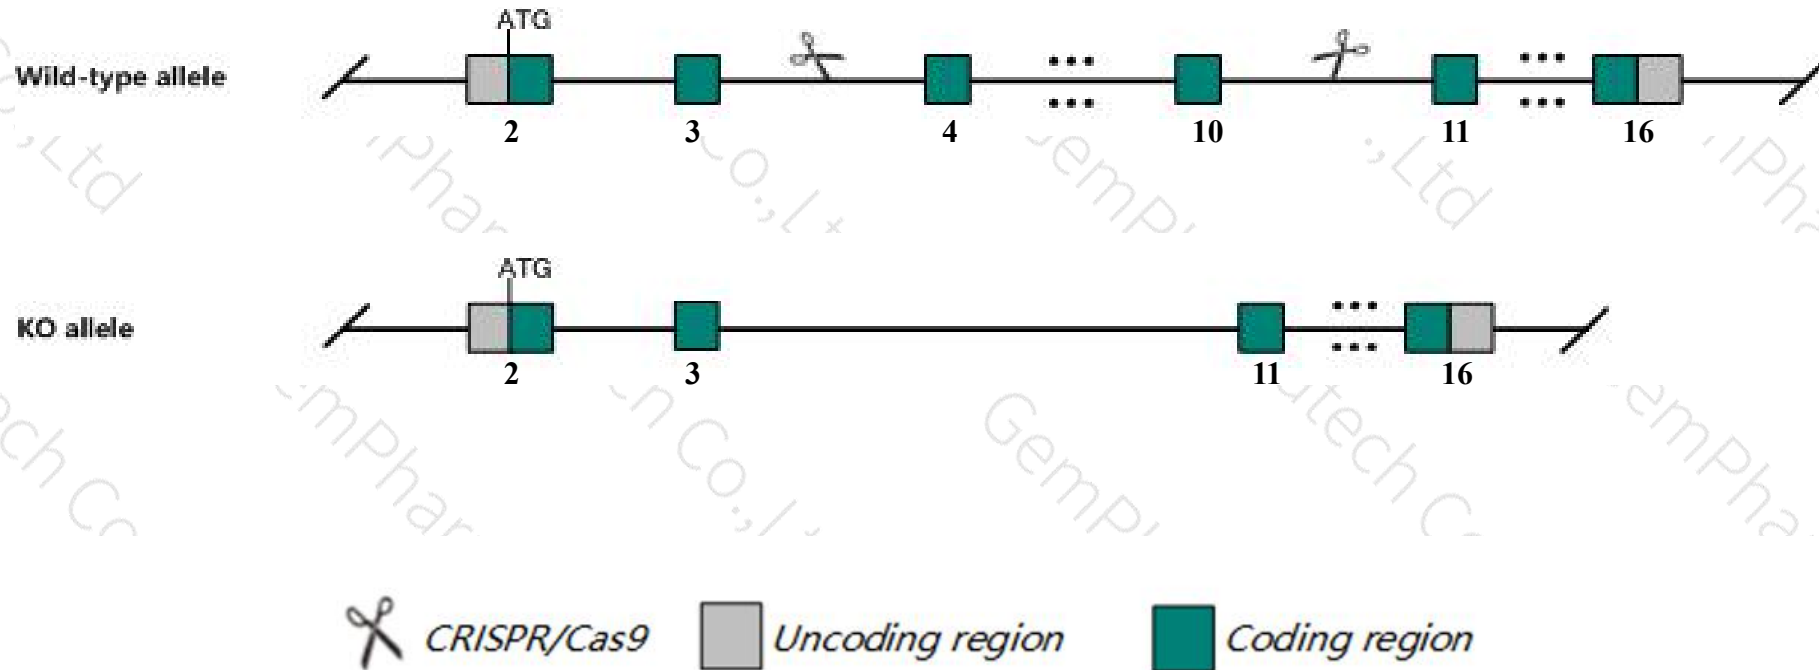 ATG
Wild-type allele
2 3 4 10 11 16
ATG
KO allele
2 3 11 16
CRISPR/Cas9 Uncoding region Coding region